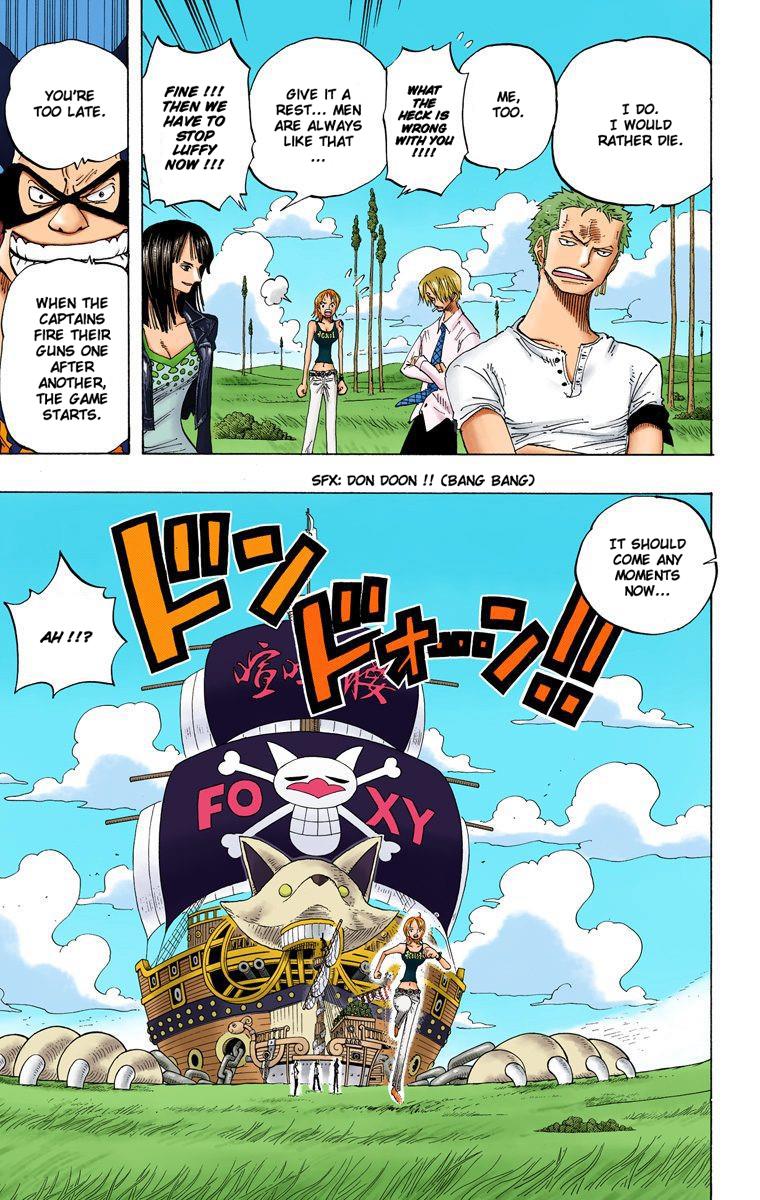 I DO.
I WOULD
RATHER DIE.
ME,
TOO.
WHAT
THE
HECK IS
WRONG
WITH YOU
!!!!
GIVE IT A
REST... MEN
ARE ALWAYS
LIKE THAT
...
FINE !!!
THEN WE
HAVE TO
STOP
LUFFY
NOW !!!
YOU'RE
TOO LATE.
WHEN THE
CAPTAINS
FIRE THEIR
GUNS ONE
AFTER
ANOTHER,
THE GAME
STARTS.
SFX: DON DOON !! (BANG BANG)
IT SHOULD
COME ANY
MOMENTS
NOW...
ドン
ドォーン!!
AH !!?
喧
FOXY